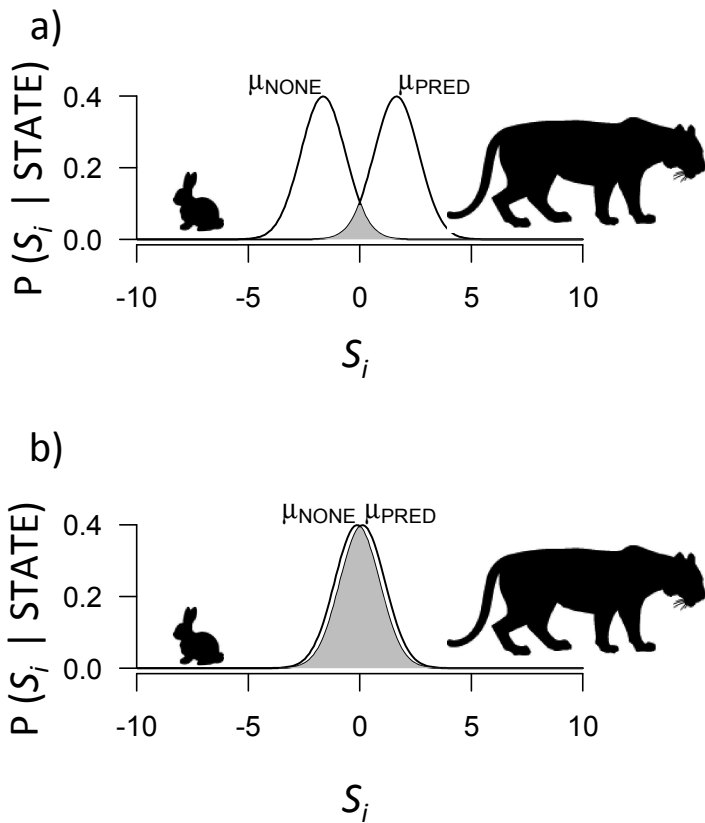 a)
μNONE μPRED
P (Si | STATE)
0.4
0.2
0.0
-10 -5 0 5 10
Si
b)
μNONE μPRED
P (Si | STATE)
0.4
0.2
0.0
-10 -5 0 5 10
Si